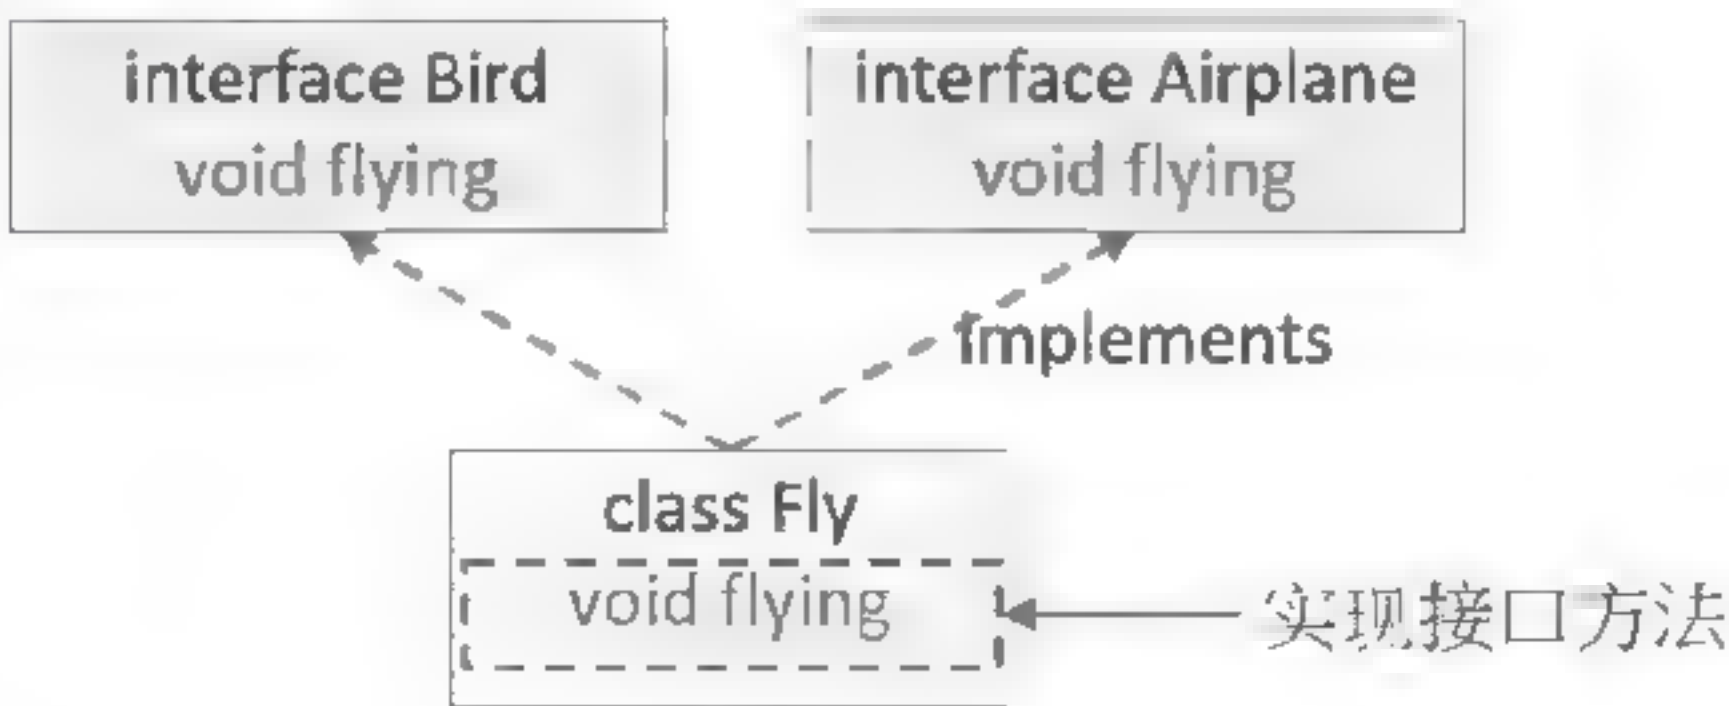 interface Bird
void flying
interface Airplane
void flying
Implements
class Fly
void flying
实现接口方法